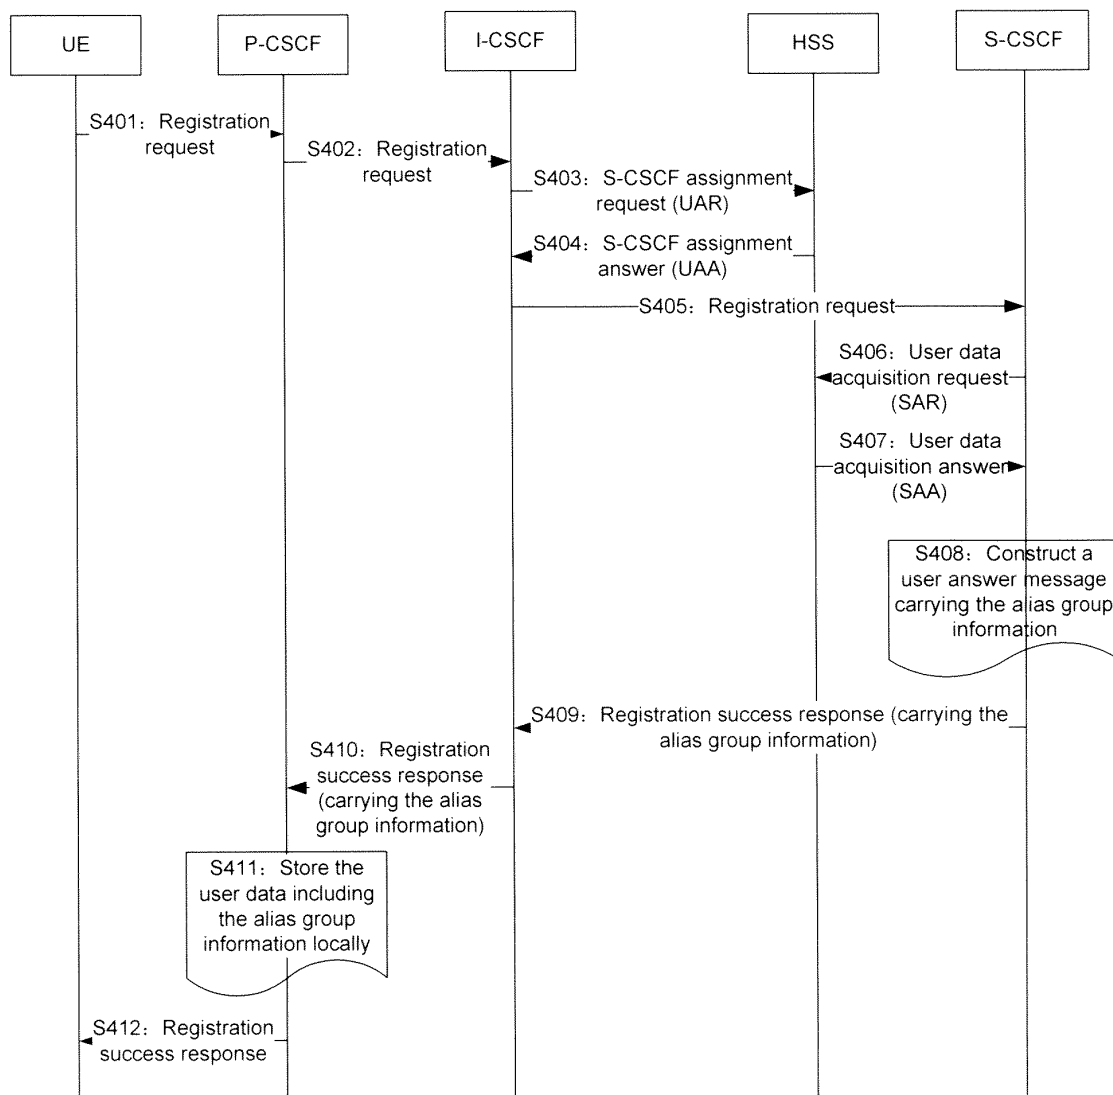 UE
P-CSCF
I-CSCF
HSS
S-CSCF
S401：Registration
request
S402：Registration
request
S403：S-CSCF assignment
request (UAR)
S404：S-CSCF assignment
answer (UAA)
S405：Registration request
S406：User data
acquisition request
(SAR)
S407：User data
acquisition answer
(SAA)
S408：Construct a
user answer message
carrying the alias group
information
S409：Registration success response (carrying the
alias group information)
S410：Registration
success response
(carrying the alias
group information)
S411：Store the
user data including
the alias group
information locally
S412：Registration
success response